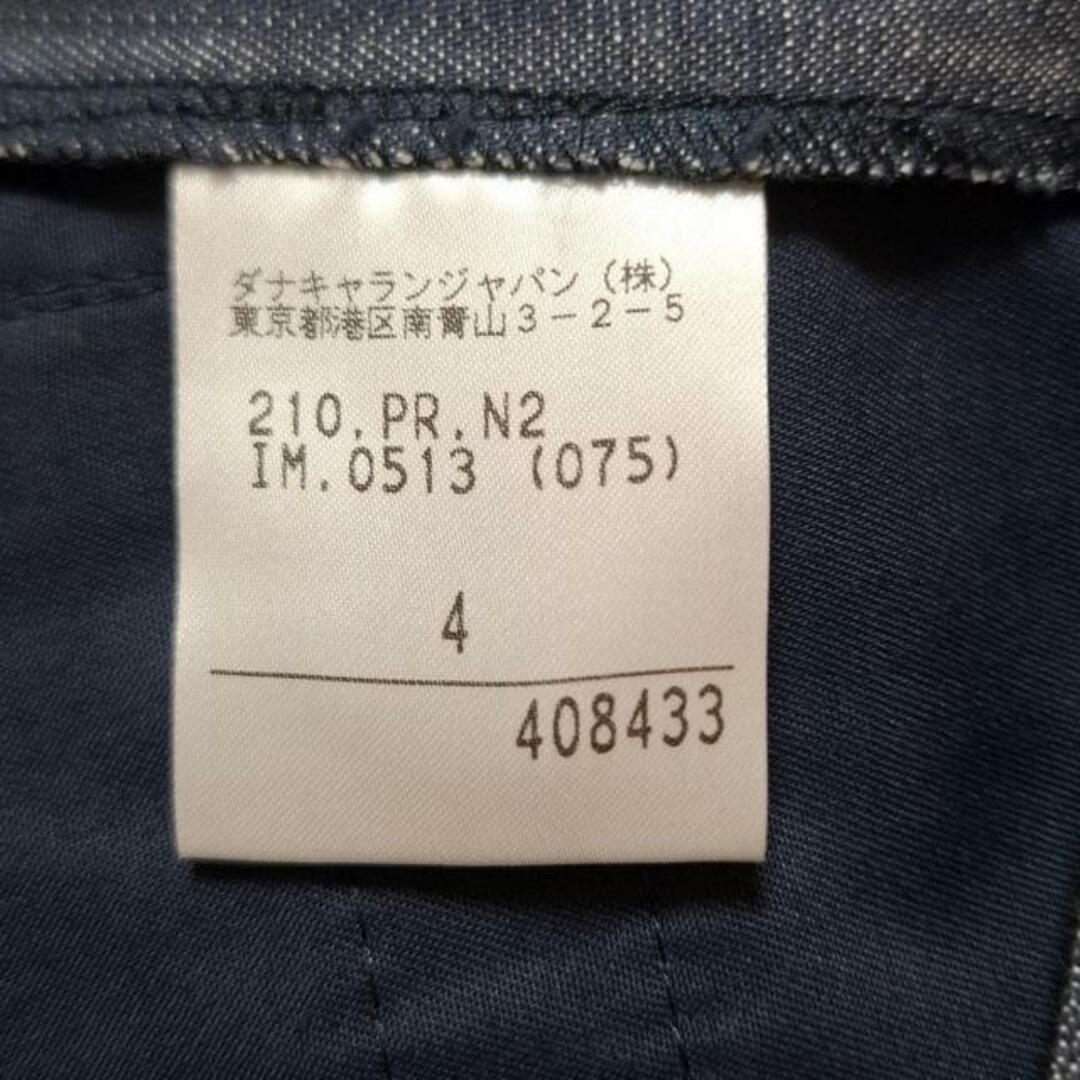 ダナキャランジャパン（株）
東京都港区南青山３－２－５
210.PR.N2
IM.0513 (075)
4
408433